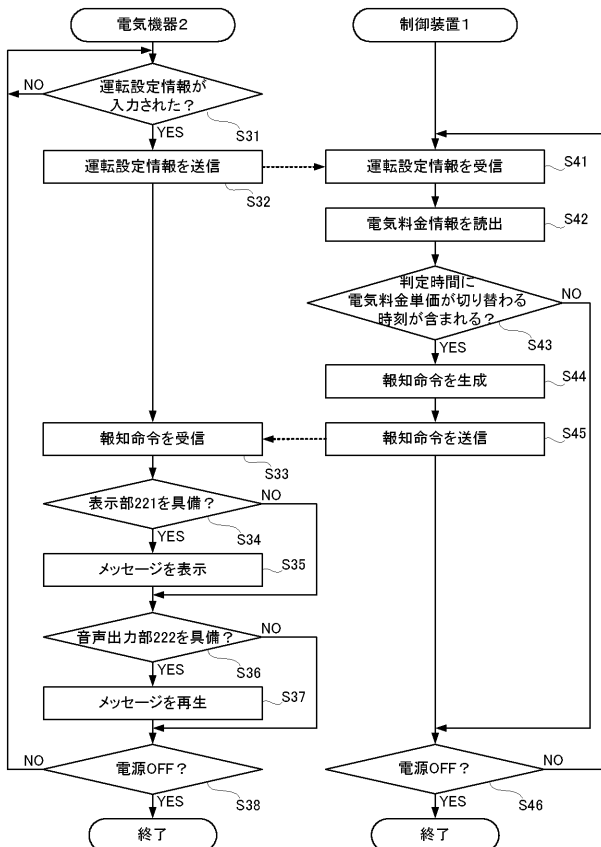 電気機器2
NO
運転設定情報が
入力された？
S31
YES
運転設定情報を送信
S32
報知命令を受信
S33
表示部221を具備？
NO
S34
YES
メッセージを表示
S35
音声出力部222を具備？
NO
S36
YES
メッセージを再生
S37
NO
電源OFF？
S38
YES
終了
制御装置1
運転設定情報を受信
S41
電気料金情報を読出
S42
判定時間に
電気料金単価が切り替わる
時刻が含まれる？
NO
S43
YES
報知命令を生成
S44
報知命令を送信
S45
電源OFF？
NO
S46
YES
終了